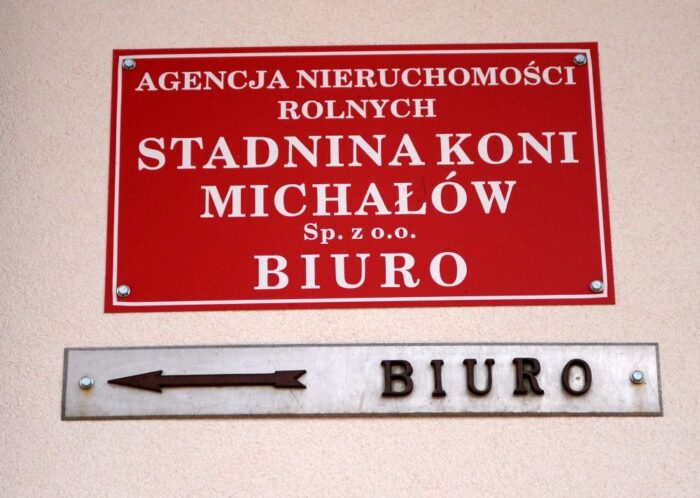 AGENCJA NIERUCHOMOŚCI
ROLNYCH
STADNINA KONI
MICHAŁÓW
Sp. z o.o.
BIURO
BIURO